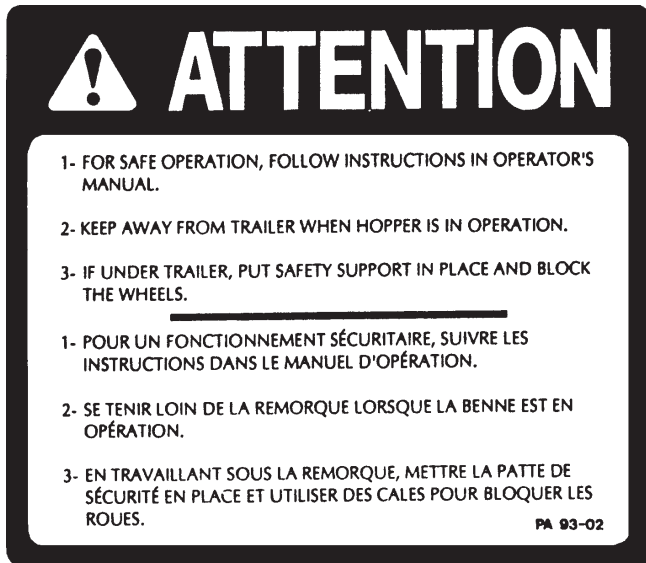 ATTENTION
1- FOR SAFE OPERATION, FOLLOW INSTRUCTIONS IN OPERATOR'S
MANUAL.
2- KEEP AWAY FROM TRAILER WHEN HOPPER IS IN OPERATION.
3- IF UNDER TRAILER, PUT SAFETY SUPPORT IN PLACE AND BLOCK
THE WHEELS.
1- POUR UN FONCTIONNEMENT SÉCURITAIRE, SUIVRE LES
INSTRUCTIONS DANS LE MANUEL D'OPÉRATION.
2- SE TENIR LOIN DE LA REMORQUE LORSQUE LA BENNE EST EN
OPÉRATION.
3- EN TRAVAILLANT SOUS LA REMORQUE, METTRE LA PATTE DE
SÉCURITÉ EN PLACE ET UTILISER DES CALES POUR BLOQUER LES
ROUES.
PA 93-02